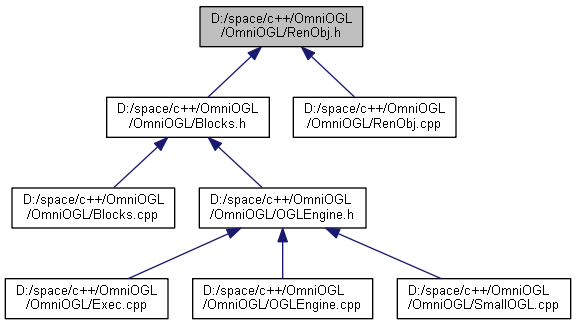 D:/space/c++/OmniOGL
/OmniOGL/RenObj.h
D:/space/c++/OmniOGL
/OmniOGL/Blocks.h
D:/space/c++/OmniOGL
/OmniOGL/RenObj.cpp
D:/space/c++/OmniOGL
/OmniOGL/Blocks.cpp
D:/space/c++/OmniOGL
/OmniOGL/OGLEngine.h
D:/space/c++/OmniOGL
/OmniOGL/Exec.cpp
D:/space/c++/OmniOGL
/OmniOGL/OGLEngine.cpp
D:/space/c++/OmniOGL
/OmniOGL/SmallOGL.cpp